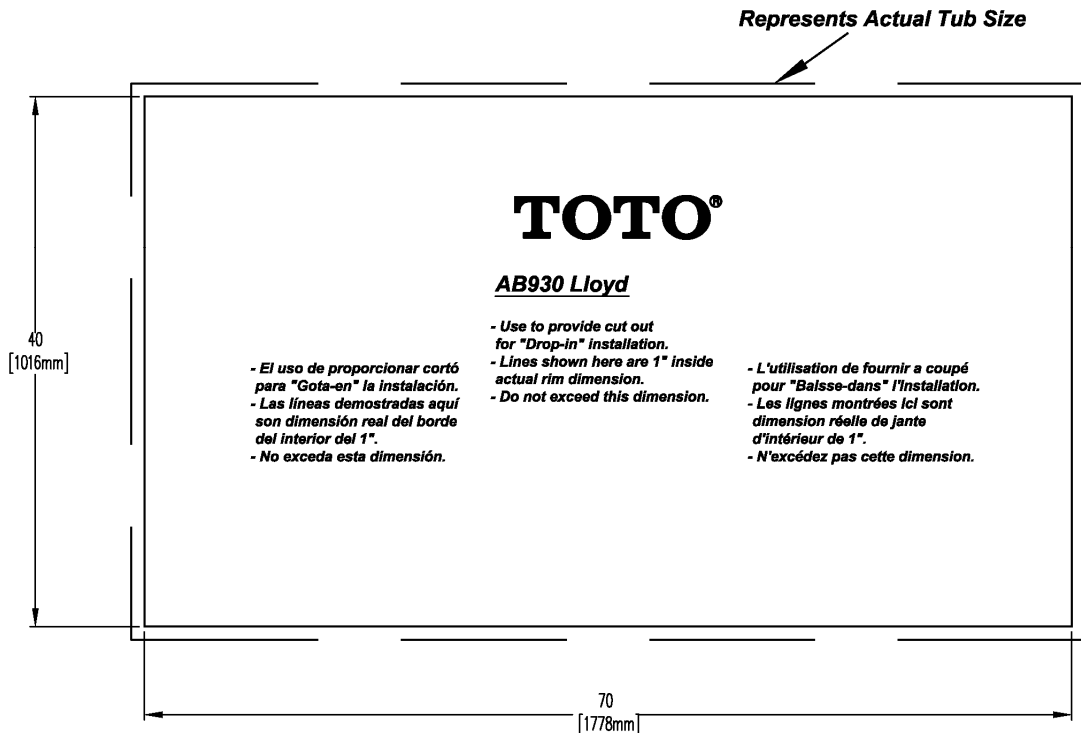 Represents Actual Tub Size
TOTO®
AB930 Lloyd
- Use to provide cut out
for "Drop-in" installation.
- Lines shown here are 1" inside
actual rim dimension.
- Do not exceed this dimension.
- El uso de proporcionar cortó
para "Gota-en" la instalación.
- Las líneas demostradas aquí
son dimensión real del borde
del interior del 1".
- No exceda esta dimensión.
- L'utilisation de fournir a coupé
pour "Baisse-dans" l'installation.
- Les lignes montrées ici sont
dimension réelle de jante
d'intérieur de 1".
- N'excédez pas cette dimension.
40
[1016mm]
70
[1778mm]